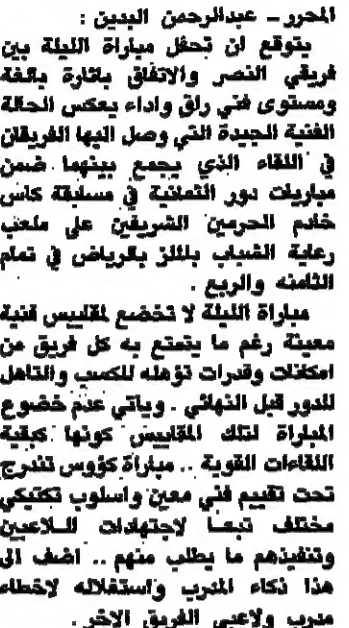 المحرر ـ عبدالرحمن البدين :
يتوقع ان تحفل مباراة الليلة بين
فريقي النصر والاتفاق باثارة بالغة
ومستوى فني راق واداء يعكس الحالة
الفنية الجيدة التي وصل اليها الفريقان
في اللقاء الذي يجمع بينهما ضمن
مباريات دور الثمانية في مسابقة كاس
خادم الحرمين الشريفين على ملعب
رعاية الشباب بالملز بالرياض في تمام
الثامنه والربع .
مباراة الليلة لا تخضع لمقاييس فنية
معينة رغم ما يتمتع به كل فريق من
امكانات وقدرات تؤهله للكسب والتاهل
للدور قبل النهائي . وياتي عدم خضوع
المباراة لتلك المقاييس كونها كبقية
اللقاءات القوية .. مباراة كؤوس تندرج
تحت تقييم فني معين واسلوب تكتيكي
مختلف تبعا لاجتهادات للاعبين
وتنفيذهم ما يطلب منهم .. اضف الى
هذا ذكاء المدرب واستغلاله لاخطاء
مدرب ولاعبي الفريق الاخر .